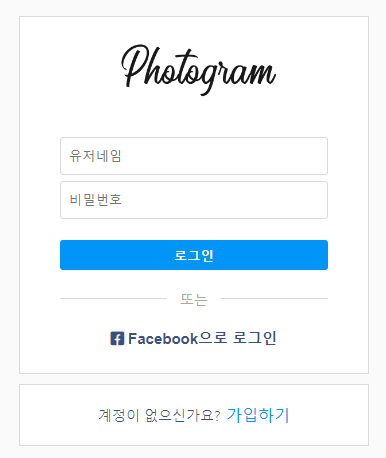 Photogram
유저네임
비밀번호
로그인
또는
Facebook으로 로그인
계정이 없으신가요? 가입하기